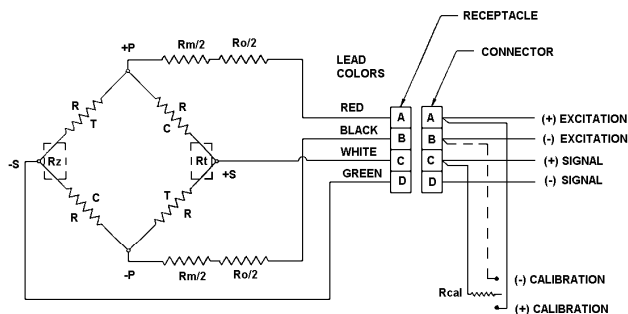 RECEPTACLE
CONNECTOR
LEAD
COLORS
+P
Rm/2
Ro/2
R
T
R
C
RED
A
A
(+) EXCITATION
BLACK
B
B
(-) EXCITATION
-S
Rz
Rt
+S
WHITE
C
C
(+) SIGNAL
GREEN
D
D
(-) SIGNAL
C
R
T
R
-P
Rm/2
Ro/2
(-) CALIBRATION
Rcal
(+) CALIBRATION